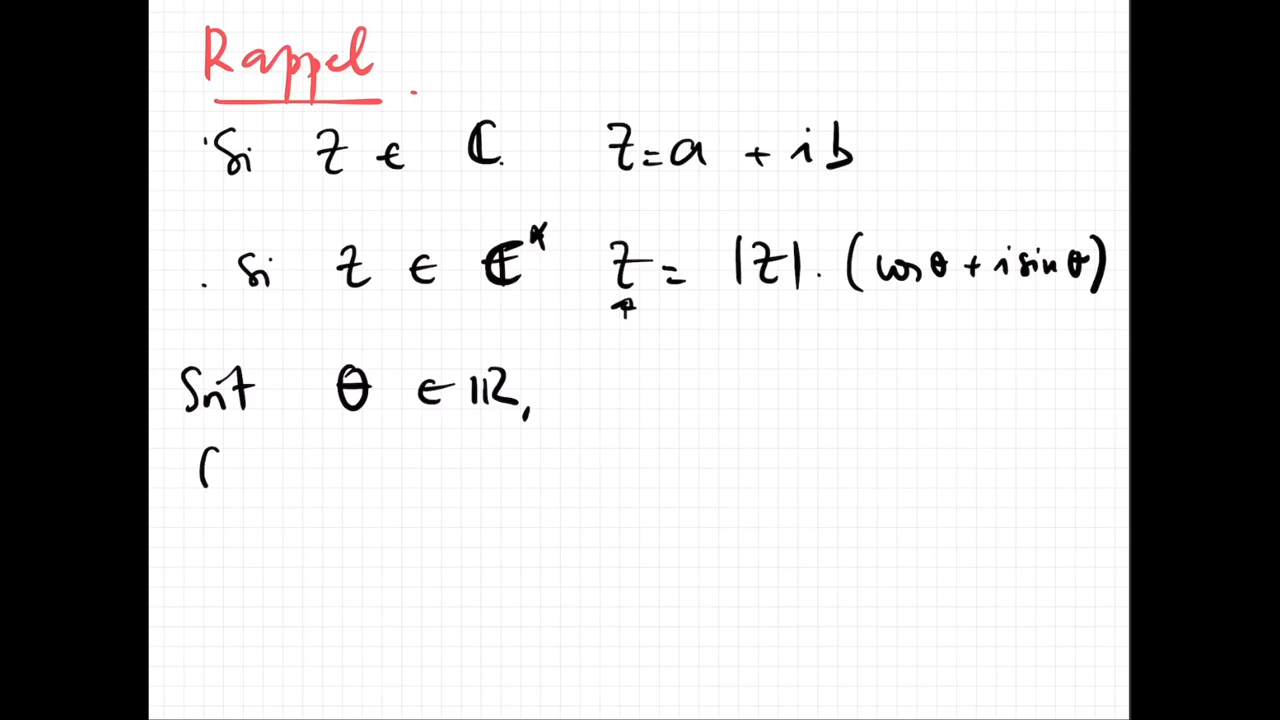 Rappel.
. Si Z ∈ ℂ. Z = a + ib
. Si Z ∈ ℂ* Z = |Z|. (cos θ + i sin θ)
Soit θ ∈ ℝ,
(